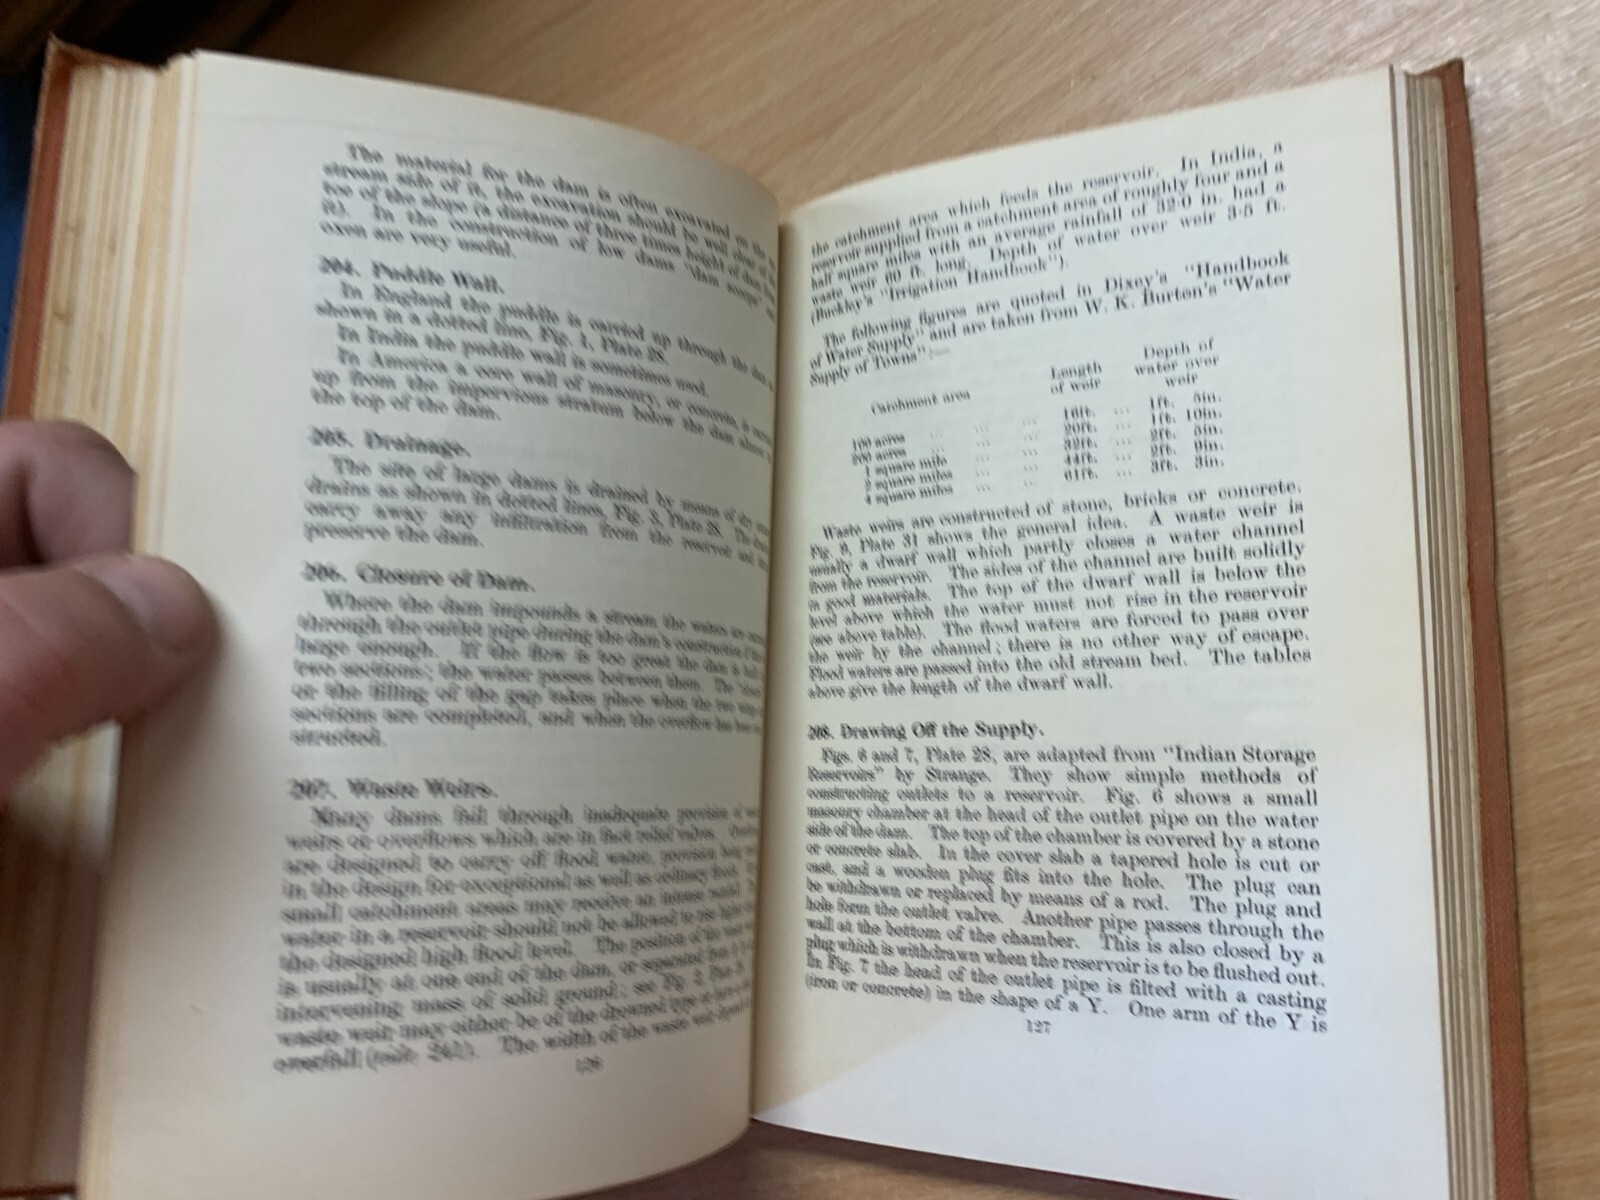 The material for the dam is often excavated on the
stream side of it, the excavation should be well clear of the
toe of the slope (a distance of three times height of dam from
it). In the construction of low dams "dam scoops" and
oxen are very useful.
204. Puddle Wall.
In England the puddle is carried up through the dam as
shown in a dotted line, Fig. 1, Plate 28.
In India the puddle wall is sometimes used.
In America a core wall of masonry, or concrete, is
up from the impervious stratum below the dam almost to
the top of the dam.
205. Drainage.
The site of large dams is drained by means of dry
drains as shown in dotted lines, Fig. 3, Plate 28. The
carry away any infiltration from the reservoir and
preserve the dam.
206. Closure of Dam.
Where the dam impounds a stream the waters are
through the outlet pipe during the dam's construction if
large enough. If the flow is too great the dam is built in
two sections; the water passes between them. The
or the filling of the gap takes place when the two
sections are completed, and when the overflow has been
structed.
207. Waste Weirs.
Many dams fail through inadequate provision of
weirs or overflows which are in fact relief valves.
are designed to carry off flood water, provision being
in the design for exceptional as well as ordinary floods.
small catchment areas may receive an intense rainfall.
water in a reservoir should not be allowed to rise higher than
the designed high flood level. The position of the
is usually at one end of the dam, or separated from it by
intervening mass of solid ground; see Fig. 2, Plate
waste weir may either be of the drowned type or
overfall (vide 241). The width of the waste weir depends
126
the catchment area which feeds the reservoir. In India, a
reservoir supplied from a catchment area of roughly four and a
half square miles with an average rainfall of 32·0 in. had a
waste weir 60 ft. long. Depth of water over weir 3·5 ft.
(Buckley's "Irrigation Handbook").
The following figures are quoted in Dixey's "Handbook
of Water Supply" and are taken from W. K. Burton's "Water
Supply of Towns":—
Catchment area Length of weir Depth of water over weir
100 acres ... ... ... 16ft. ... 1ft. 5in.
200 acres ... ... ... 20ft. ... 1ft. 10in.
1 square mile ... ... 32ft. ... 2ft. 5in.
2 square miles ... ... 44ft. ... 2ft. 9in.
4 square miles ... ... 61ft. ... 3ft. 3in.
Waste weirs are constructed of stone, bricks or concrete.
Fig. 8, Plate 31 shows the general idea. A waste weir is
usually a dwarf wall which partly closes a water channel
from the reservoir. The sides of the channel are built solidly
in good materials. The top of the dwarf wall is below the
level above which the water must not rise in the reservoir
(see above table). The flood waters are forced to pass over
the weir by the channel; there is no other way of escape.
Flood waters are passed into the old stream bed. The tables
above give the length of the dwarf wall.
208. Drawing Off the Supply.
Figs. 6 and 7, Plate 28, are adapted from "Indian Storage
Reservoirs" by Strange. They show simple methods of
constructing outlets to a reservoir. Fig. 6 shows a small
masonry chamber at the head of the outlet pipe on the water
side of the dam. The top of the chamber is covered by a stone
or concrete slab. In the cover slab a tapered hole is cut or
cast, and a wooden plug fits into the hole. The plug can
be withdrawn or replaced by means of a rod. The plug and
hole form the outlet valve. Another pipe passes through the
wall at the bottom of the chamber. This is also closed by a
plug which is withdrawn when the reservoir is to be flushed out.
In Fig. 7 the head of the outlet pipe is fitted with a casting
(iron or concrete) in the shape of a Y. One arm of the Y is
127